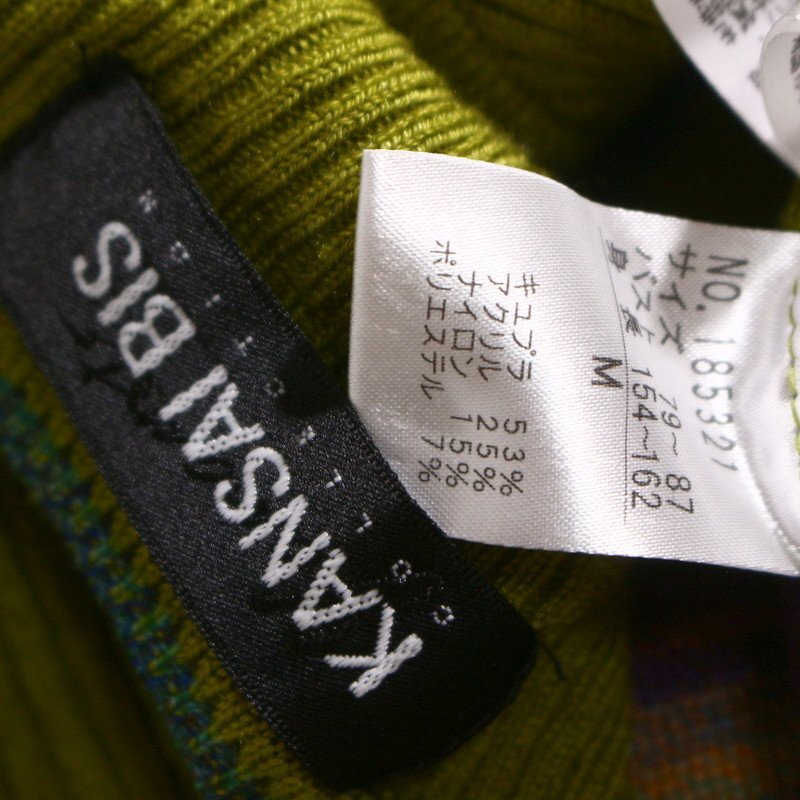 KANSAI BIS
NO. 185321
サイズ M
バスト 79〜87
身長 154〜162
キュプラ 53%
アクリル 25%
ナイロン 15%
ポリエステル 7%